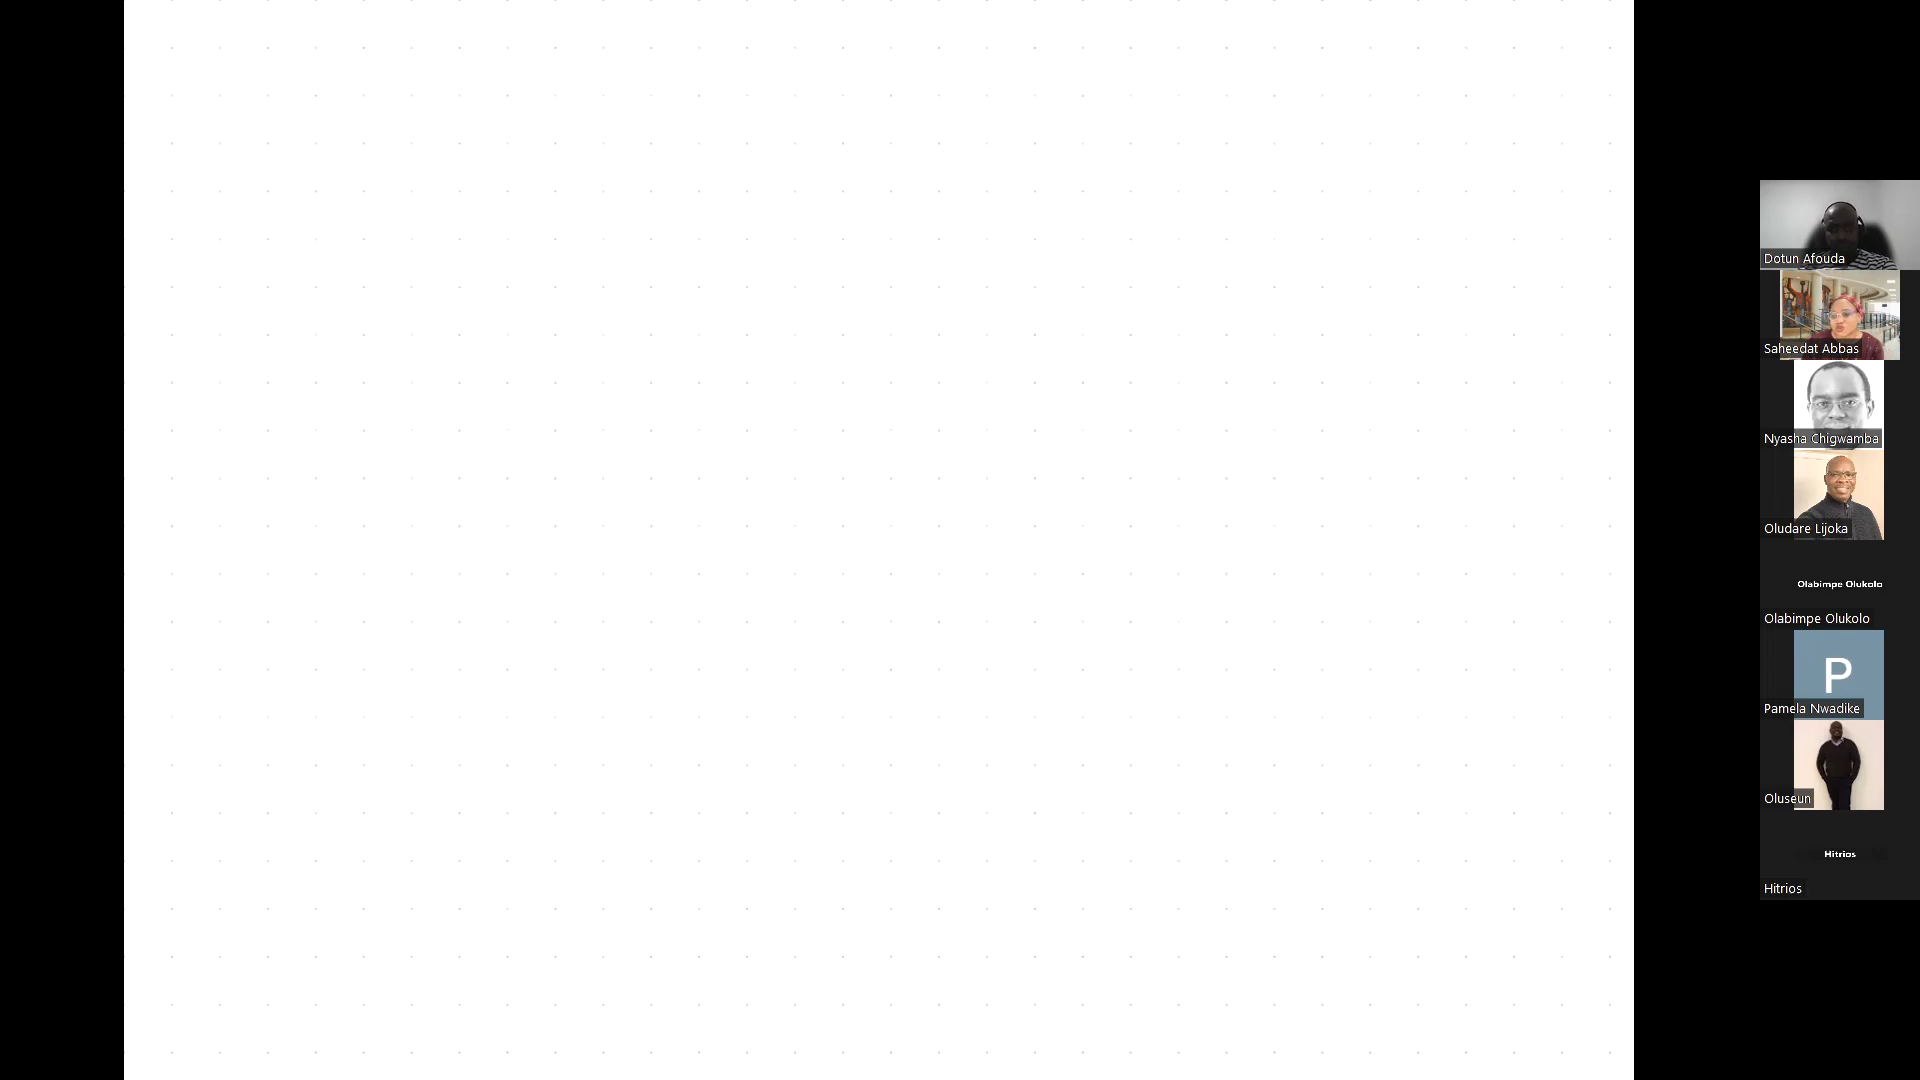 Dotun Afouda
Saheedat Abbas
Nyasha Chigwamba
Oludare Lijoka
Olabimpe Olukolo
Olabimpe Olukolo
P
Pamela Nwadike
Oluseun
Hitrios
Hitrios